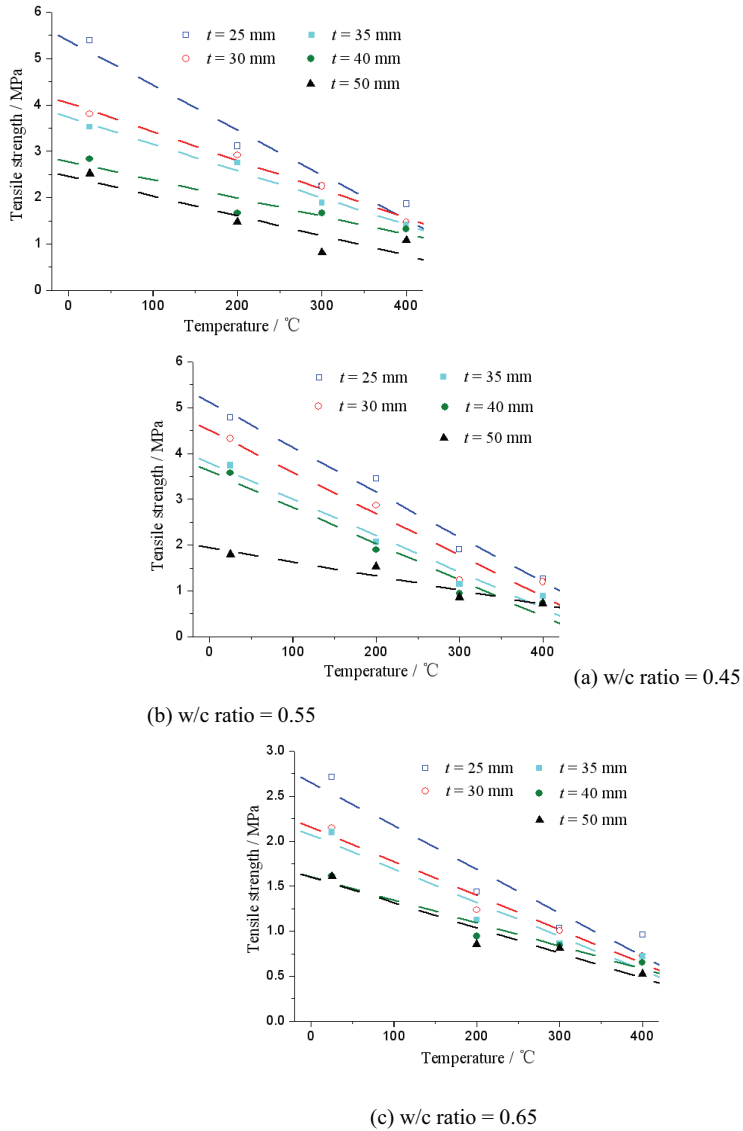 6
5
4
3
2
1
0
Tensile strength / MPa
t = 25 mm
t = 35 mm
t = 30 mm
t = 40 mm
t = 50 mm
0 100 200 300 400
Temperature / ℃
6
5
4
3
2
1
0
Tensile strength / MPa
t = 25 mm
t = 35 mm
t = 30 mm
t = 40 mm
t = 50 mm
0 100 200 300 400
Temperature / ℃
(a) w/c ratio = 0.45
(b) w/c ratio = 0.55
3.0
2.5
2.0
1.5
1.0
0.5
0.0
Tensile strength / MPa
t = 25 mm
t = 35 mm
t = 30 mm
t = 40 mm
t = 50 mm
0 100 200 300 400
Temperature / ℃
(c) w/c ratio = 0.65